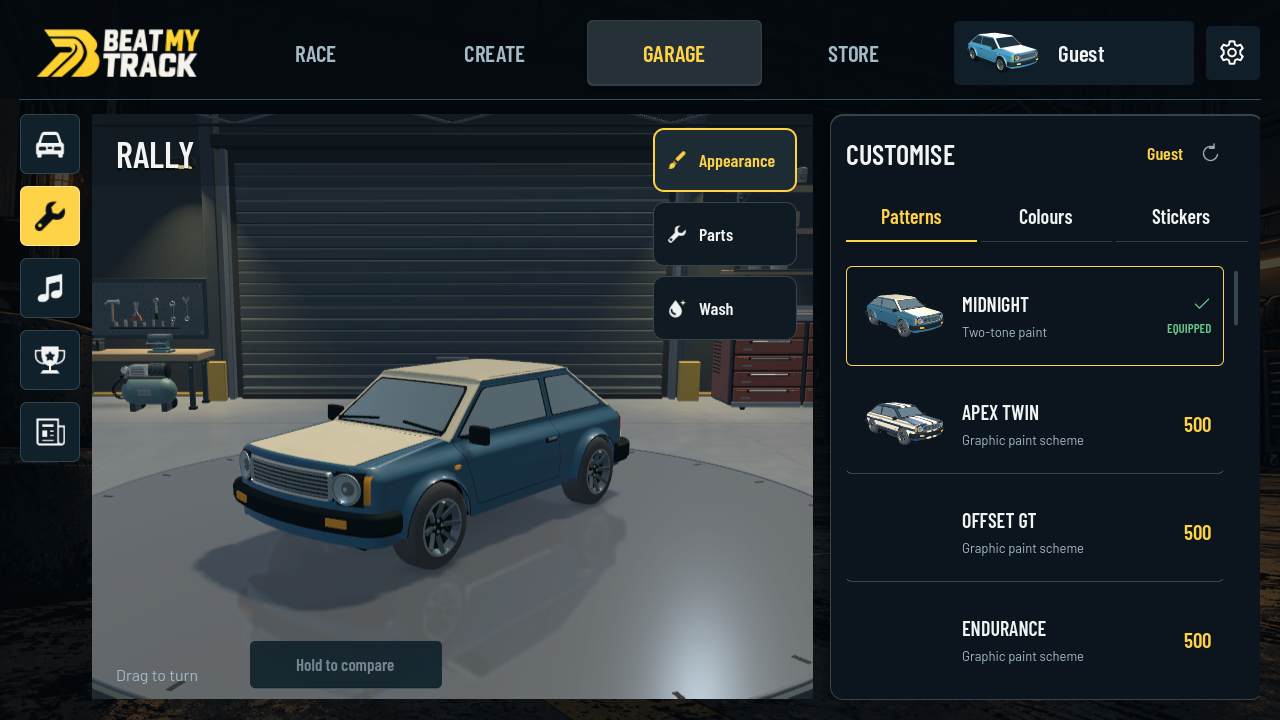 BEATMY
TRACK
RACE
CREATE
GARAGE
STORE
Guest
RALLY
Appearance
Parts
Wash
Drag to turn
Hold to compare
CUSTOMISE
Guest
Patterns
Colours
Stickers
MIDNIGHT
Two-tone paint
EQUIPPED
APEX TWIN
Graphic paint scheme
500
OFFSET GT
Graphic paint scheme
500
ENDURANCE
Graphic paint scheme
500